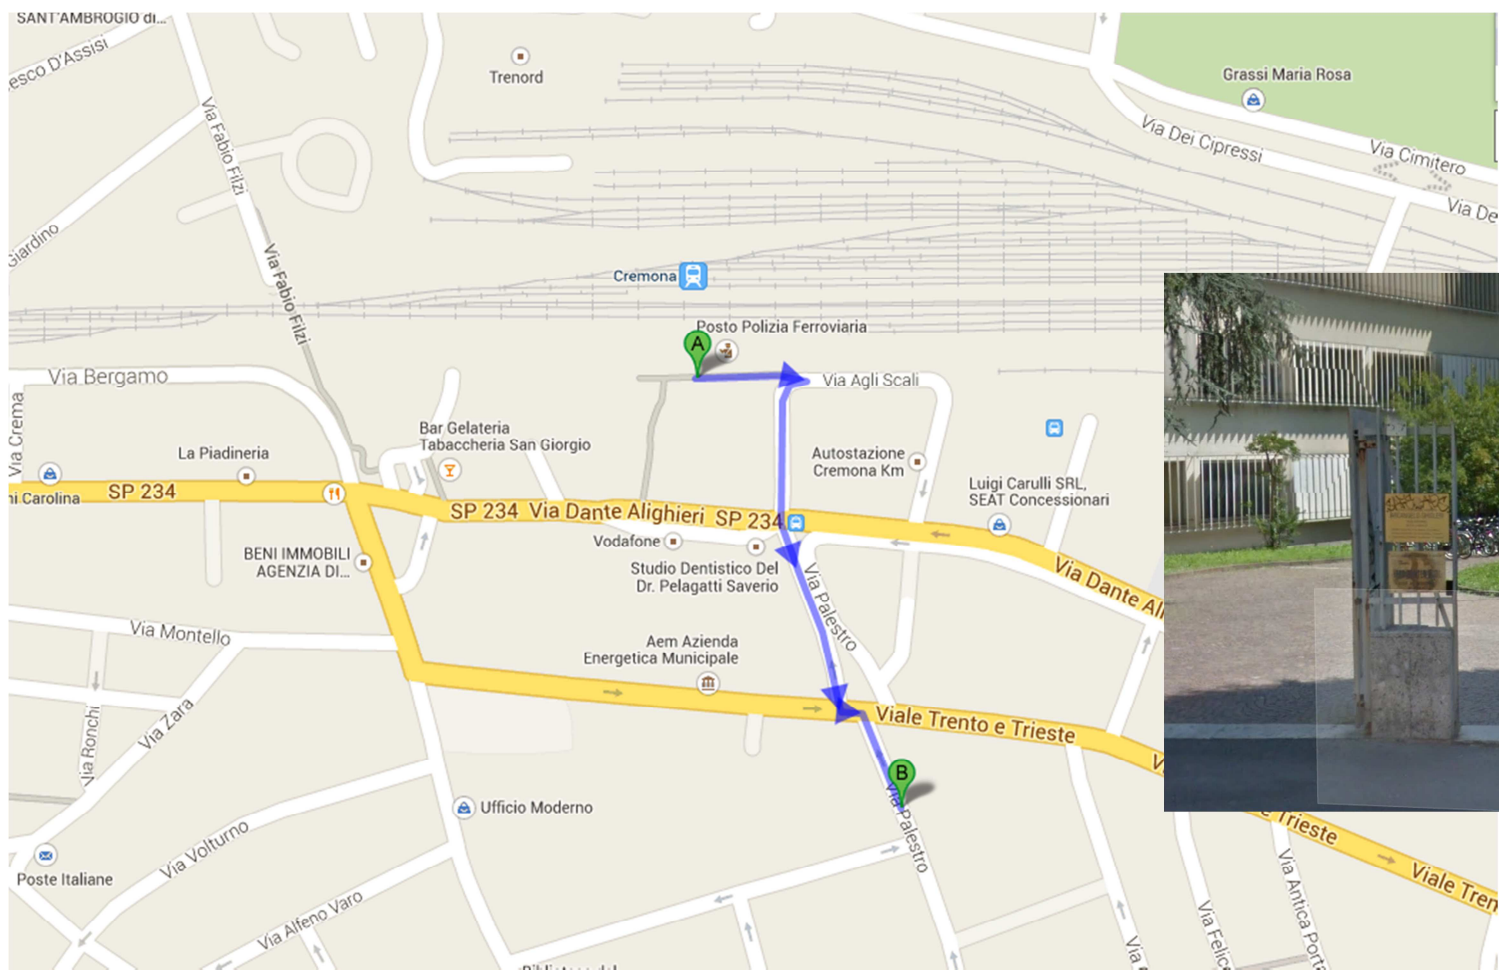 SANT'AMBROGIO di...
esco D'Assisi
Trenord
Grassi Maria Rosa
Via Fabio Filzi
Via Dei Cipressi
Via Cimitero
Via De
Giardino
Via Fabio Filzi
Cremona
Posto Polizia Ferroviaria
A
Via Bergamo
Via Agli Scali
Via Crema
Bar Gelateria
Tabaccheria San Giorgio
La Piadineria
Autostazione
Cremona Km
Luigi Carulli SRL,
SEAT Concessionari
ni Carolina
SP 234
SP 234 Via Dante Alighieri SP 234
Vodafone
BENI IMMOBILI
AGENZIA DI...
Studio Dentistico Del
Dr. Pelagatti Saverio
Via Dante Ali
Via Palestro
Via Montello
Aem Azienda
Energetica Municipale
Via Zara
Via Ronchi
Viale Trento e Trieste
V
B
Via Palestro
Ufficio Moderno
e Trieste
Via Volturno
Poste Italiane
Viale Tren
Via Alfeno Varo
Via Antica Porta
Via Felice
Via
Biblioteca del